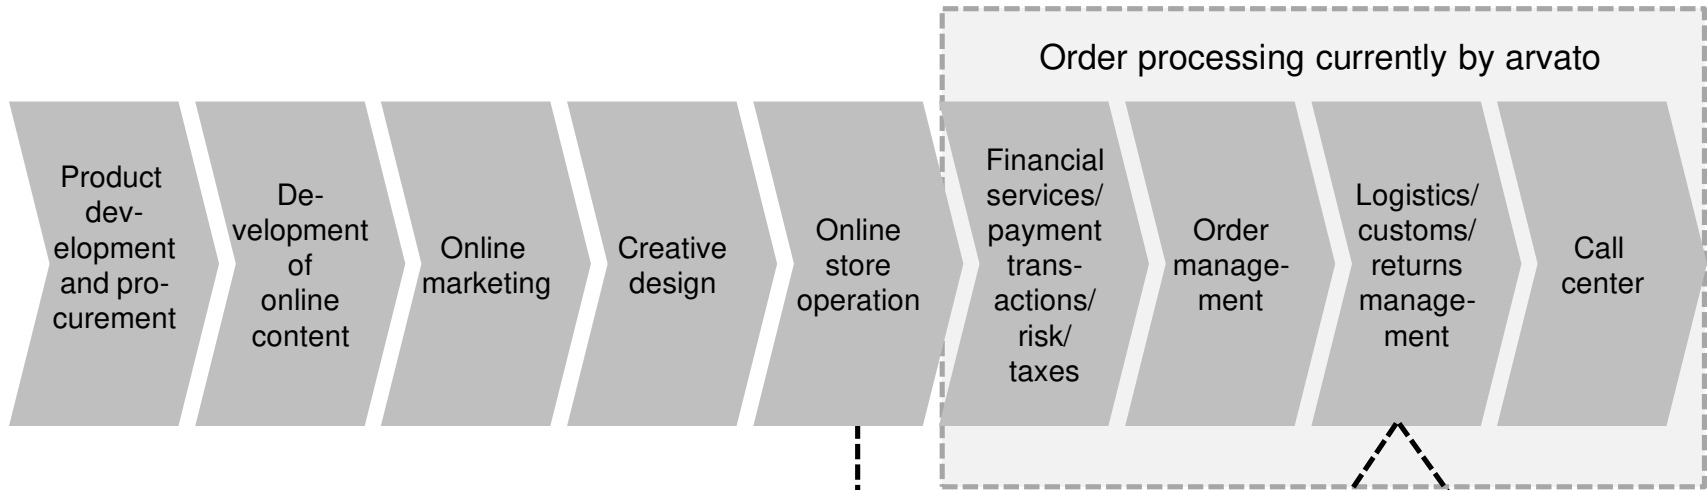 Order processing currently by arvato
Product
dev-
elopment
and pro-
curement
De-
velopment
of
online
content
Online
marketing
Creative
design
Online
store
operation
Financial
services/
payment
trans-
actions/
risk/
taxes
Order
manage-
ment
Logistics/
customs/
returns
manage-
ment
Call
center